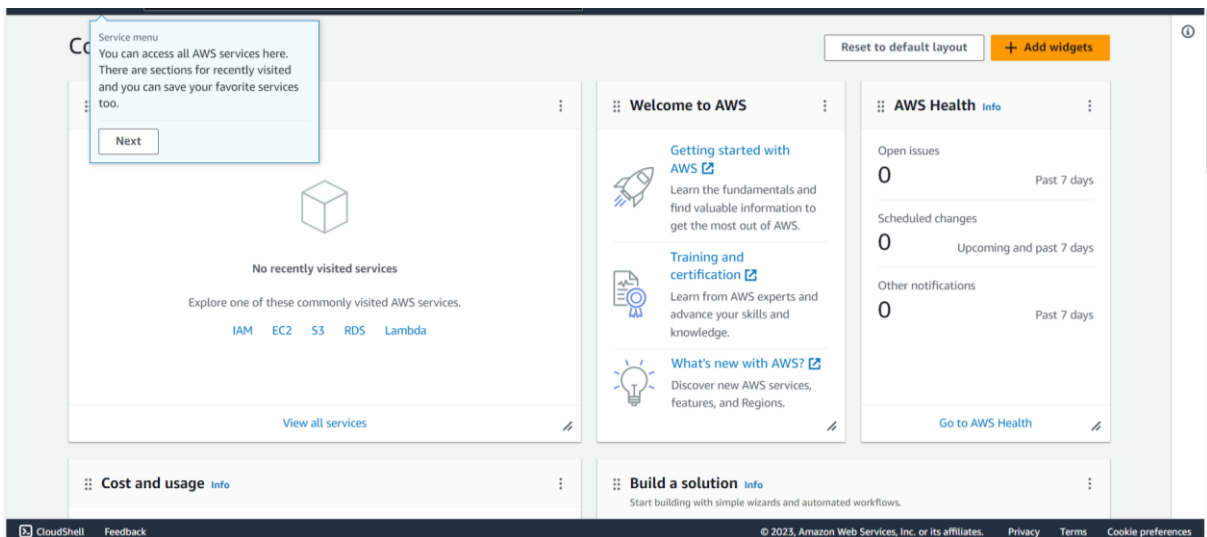 Co
Reset to default layout
+ Add widgets
Service menu
You can access all AWS services here.
There are sections for recently visited
and you can save your favorite services
too.
Next
No recently visited services
Explore one of these commonly visited AWS services.
IAM EC2 S3 RDS Lambda
View all services
Welcome to AWS
Getting started with
AWS
Learn the fundamentals and
find valuable information to
get the most out of AWS.
Training and
certification
Learn from AWS experts and
advance your skills and
knowledge.
What's new with AWS?
Discover new AWS services,
features, and Regions.
AWS Health Info
Open issues
0 Past 7 days
Scheduled changes
0 Upcoming and past 7 days
Other notifications
0 Past 7 days
Go to AWS Health
Cost and usage Info
Build a solution Info
Start building with simple wizards and automated workflows.
CloudShell Feedback
© 2023, Amazon Web Services, Inc. or its affiliates. Privacy Terms Cookie preferences